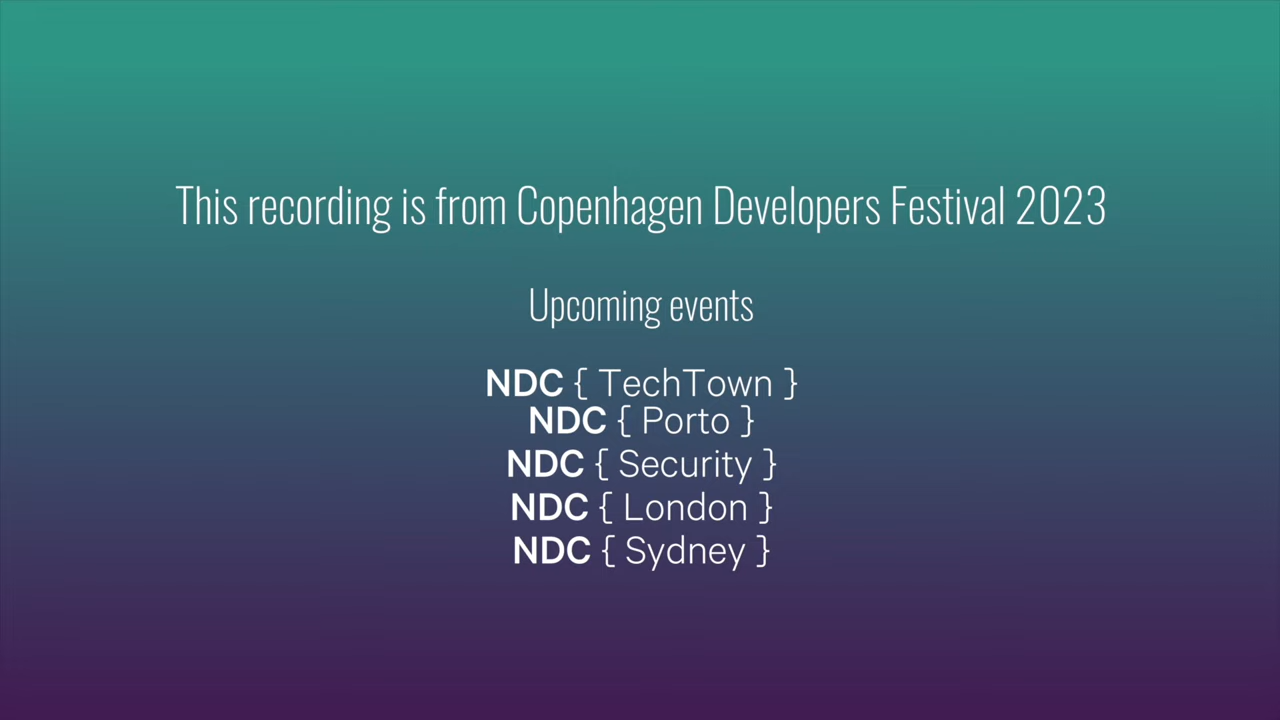 This recording is from Copenhagen Developers Festival 2023
Upcoming events
NDC { TechTown }
NDC { Porto }
NDC { Security }
NDC { London }
NDC { Sydney }